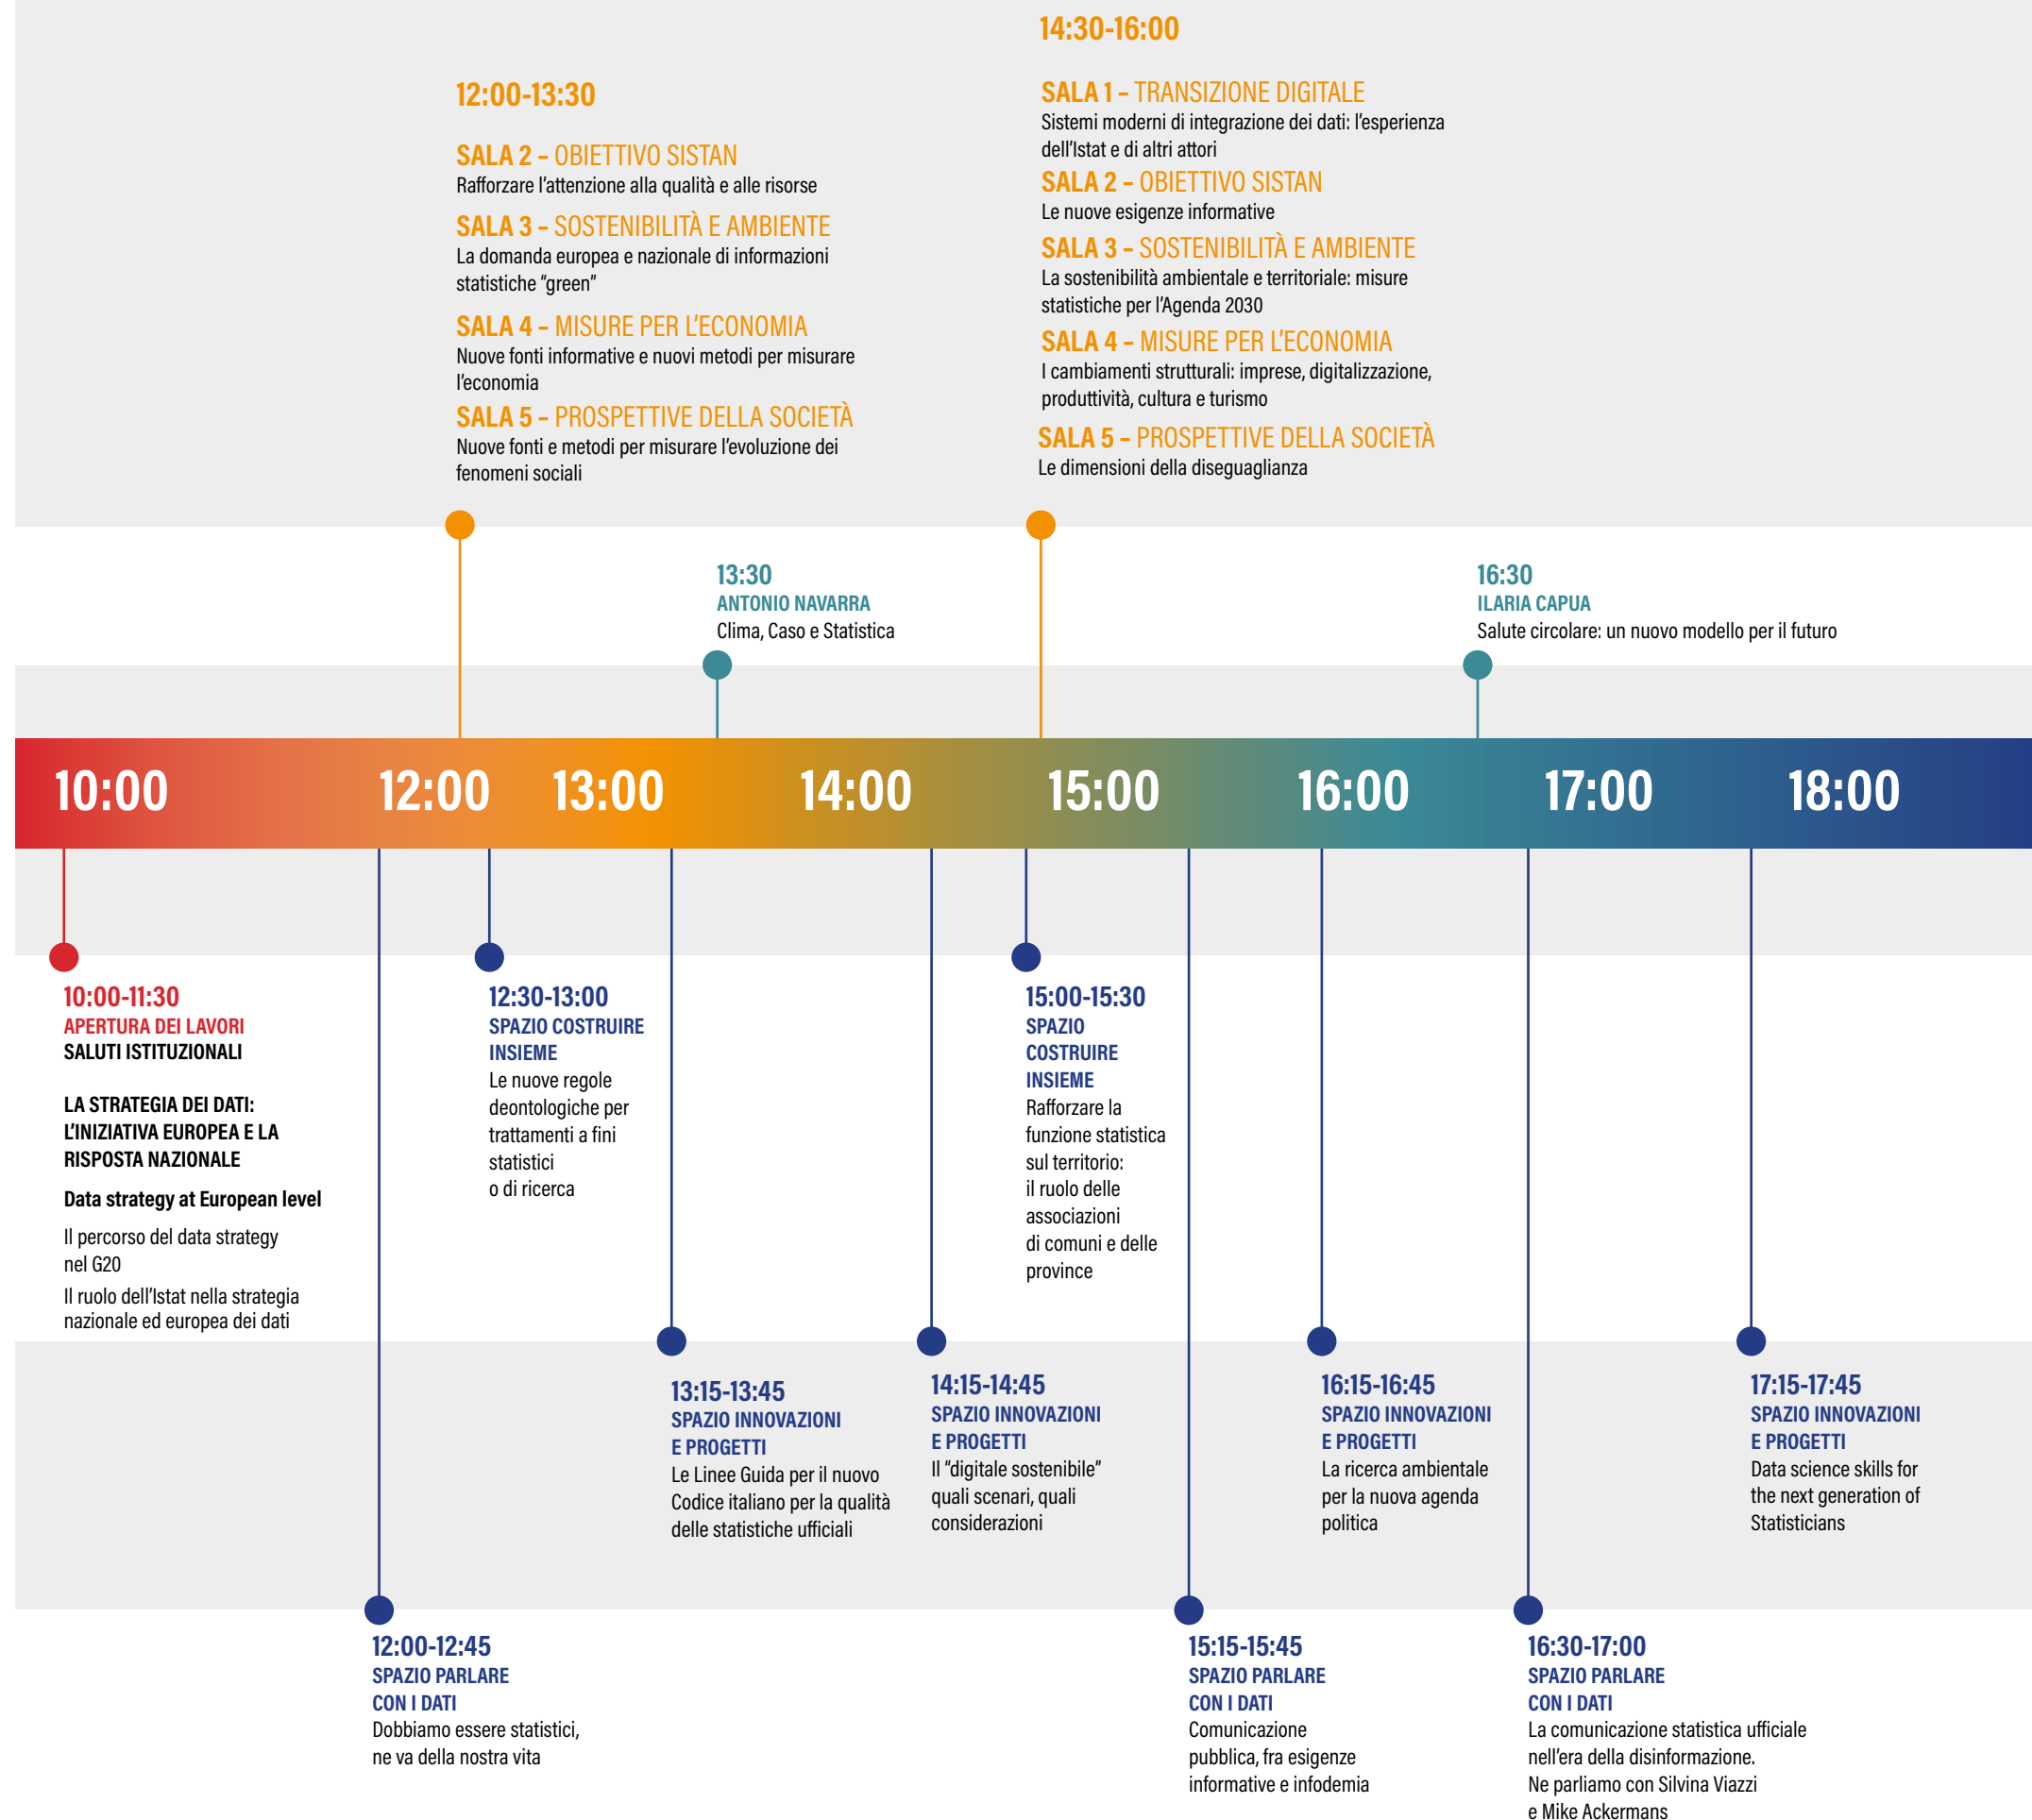 14:30-16:00
12:00-13:30
SALA 2 – OBIETTIVO SISTAN
Rafforzare l'attenzione alla qualità e alle risorse
SALA 3 – SOSTENIBILITÀ E AMBIENTE
La domanda europea e nazionale di informazioni
statistiche “green”
SALA 4 – MISURE PER L'ECONOMIA
Nuove fonti informative e nuovi metodi per misurare
l'economia
SALA 5 – PROSPETTIVE DELLA SOCIETÀ
Nuove fonti e metodi per misurare l'evoluzione dei
fenomeni sociali
SALA 1 – TRANSIZIONE DIGITALE
Sistemi moderni di integrazione dei dati: l'esperienza
dell'Istat e di altri attori
SALA 2 – OBIETTIVO SISTAN
Le nuove esigenze informative
SALA 3 – SOSTENIBILITÀ E AMBIENTE
La sostenibilità ambientale e territoriale: misure
statistiche per l'Agenda 2030
SALA 4 – MISURE PER L'ECONOMIA
I cambiamenti strutturali: imprese, digitalizzazione,
produttività, cultura e turismo
SALA 5 – PROSPETTIVE DELLA SOCIETÀ
Le dimensioni della diseguaglianza
13:30
ANTONIO NAVARRA
Clima, Caso e Statistica
16:30
ILARIA CAPUA
Salute circolare: un nuovo modello per il futuro
10:00 12:00 13:00 14:00 15:00 16:00 17:00 18:00
10:00-11:30
APERTURA DEI LAVORI
SALUTI ISTITUZIONALI
LA STRATEGIA DEI DATI:
L'INIZIATIVA EUROPEA E LA
RISPOSTA NAZIONALE
Data strategy at European level
Il percorso del data strategy
nel G20
Il ruolo dell'Istat nella strategia
nazionale ed europea dei dati
12:30-13:00
SPAZIO COSTRUIRE
INSIEME
Le nuove regole
deontologiche per
trattamenti a fini
statistici
o di ricerca
15:00-15:30
SPAZIO
COSTRUIRE
INSIEME
Rafforzare la
funzione statistica
sul territorio:
il ruolo delle
associazioni
di comuni e delle
province
13:15-13:45
SPAZIO INNOVAZIONI
E PROGETTI
Le Linee Guida per il nuovo
Codice italiano per la qualità
delle statistiche ufficiali
14:15-14:45
SPAZIO INNOVAZIONI
E PROGETTI
Il “digitale sostenibile”
quali scenari, quali
considerazioni
16:15-16:45
SPAZIO INNOVAZIONI
E PROGETTI
La ricerca ambientale
per la nuova agenda
politica
17:15-17:45
SPAZIO INNOVAZIONI
E PROGETTI
Data science skills for
the next generation of
Statisticians
12:00-12:45
SPAZIO PARLARE
CON I DATI
Dobbiamo essere statistici,
ne va della nostra vita
15:15-15:45
SPAZIO PARLARE
CON I DATI
Comunicazione
pubblica, fra esigenze
informative e infodemia
16:30-17:00
SPAZIO PARLARE
CON I DATI
La comunicazione statistica ufficiale
nell'era della disinformazione.
Ne parliamo con Silvina Viazzi
e Mike Ackermans